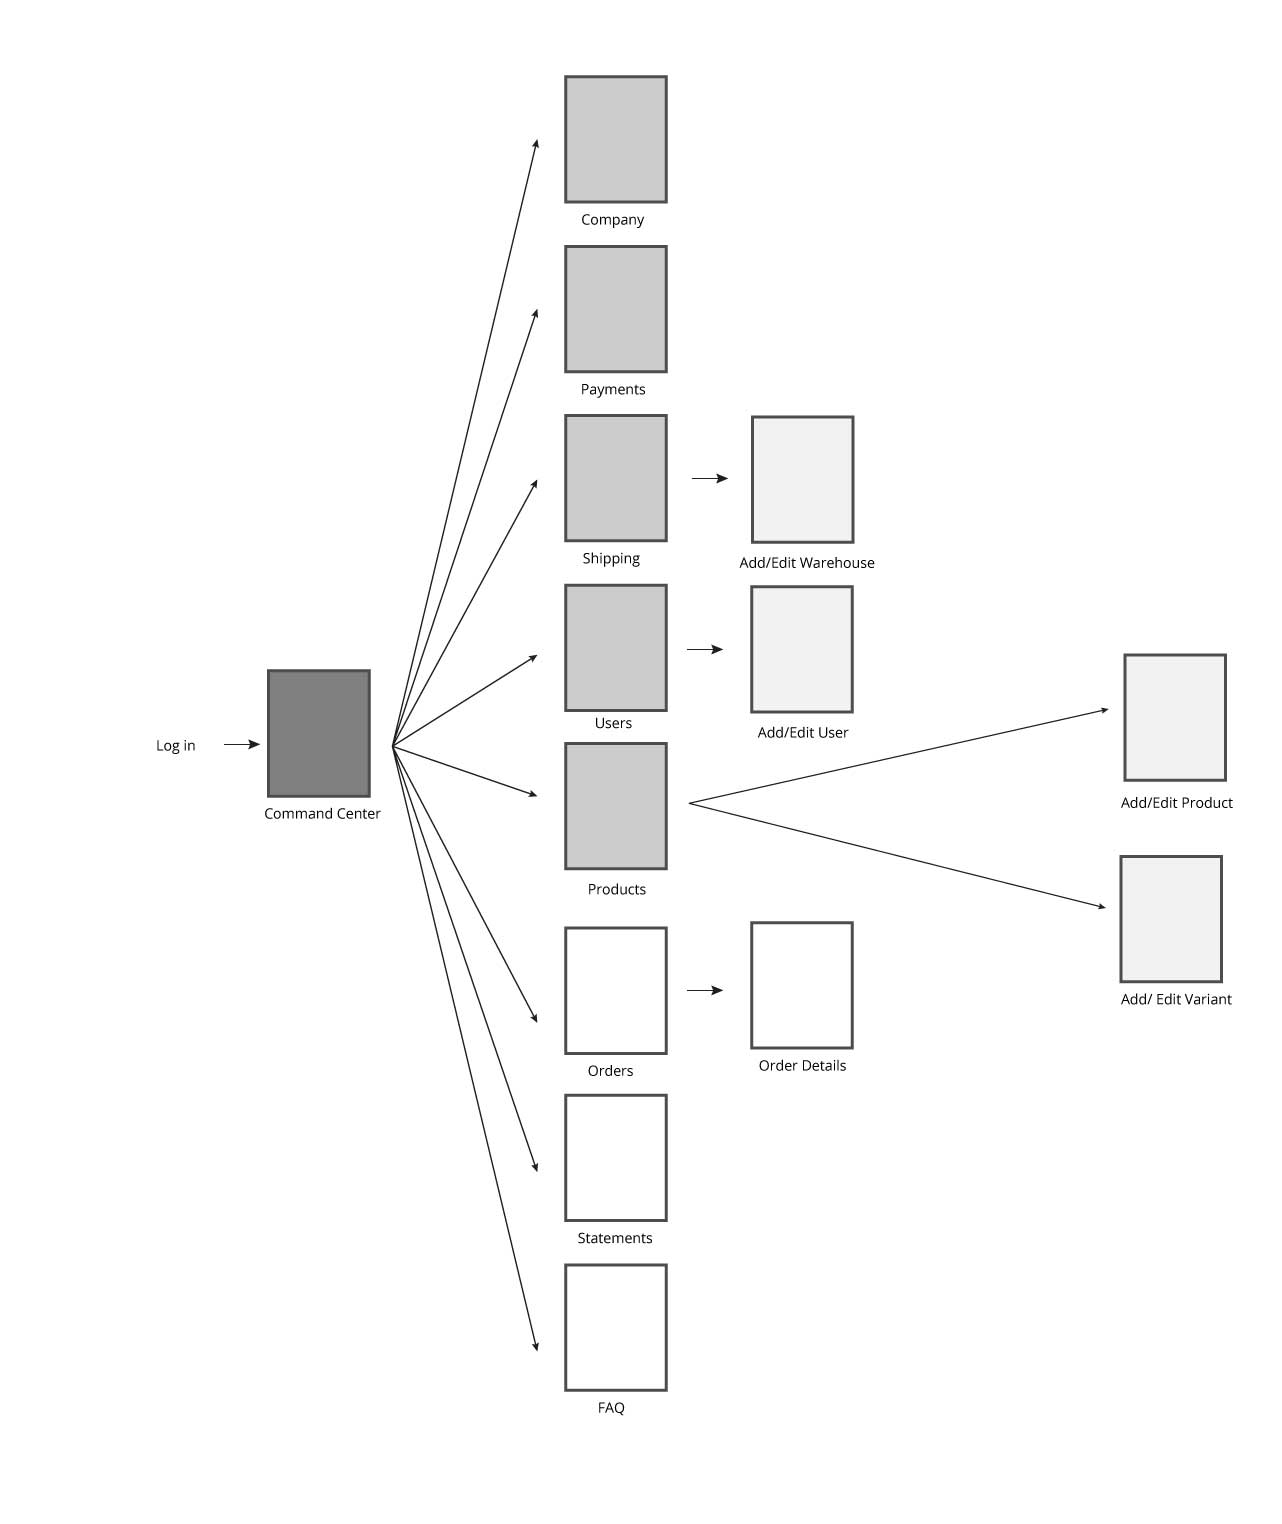 Company
Payments
Shipping
Add/Edit Warehouse
Users
Add/Edit User
Log in
Command Center
Add/Edit Product
Products
Add/ Edit Variant
Orders
Order Details
Statements
FAQ